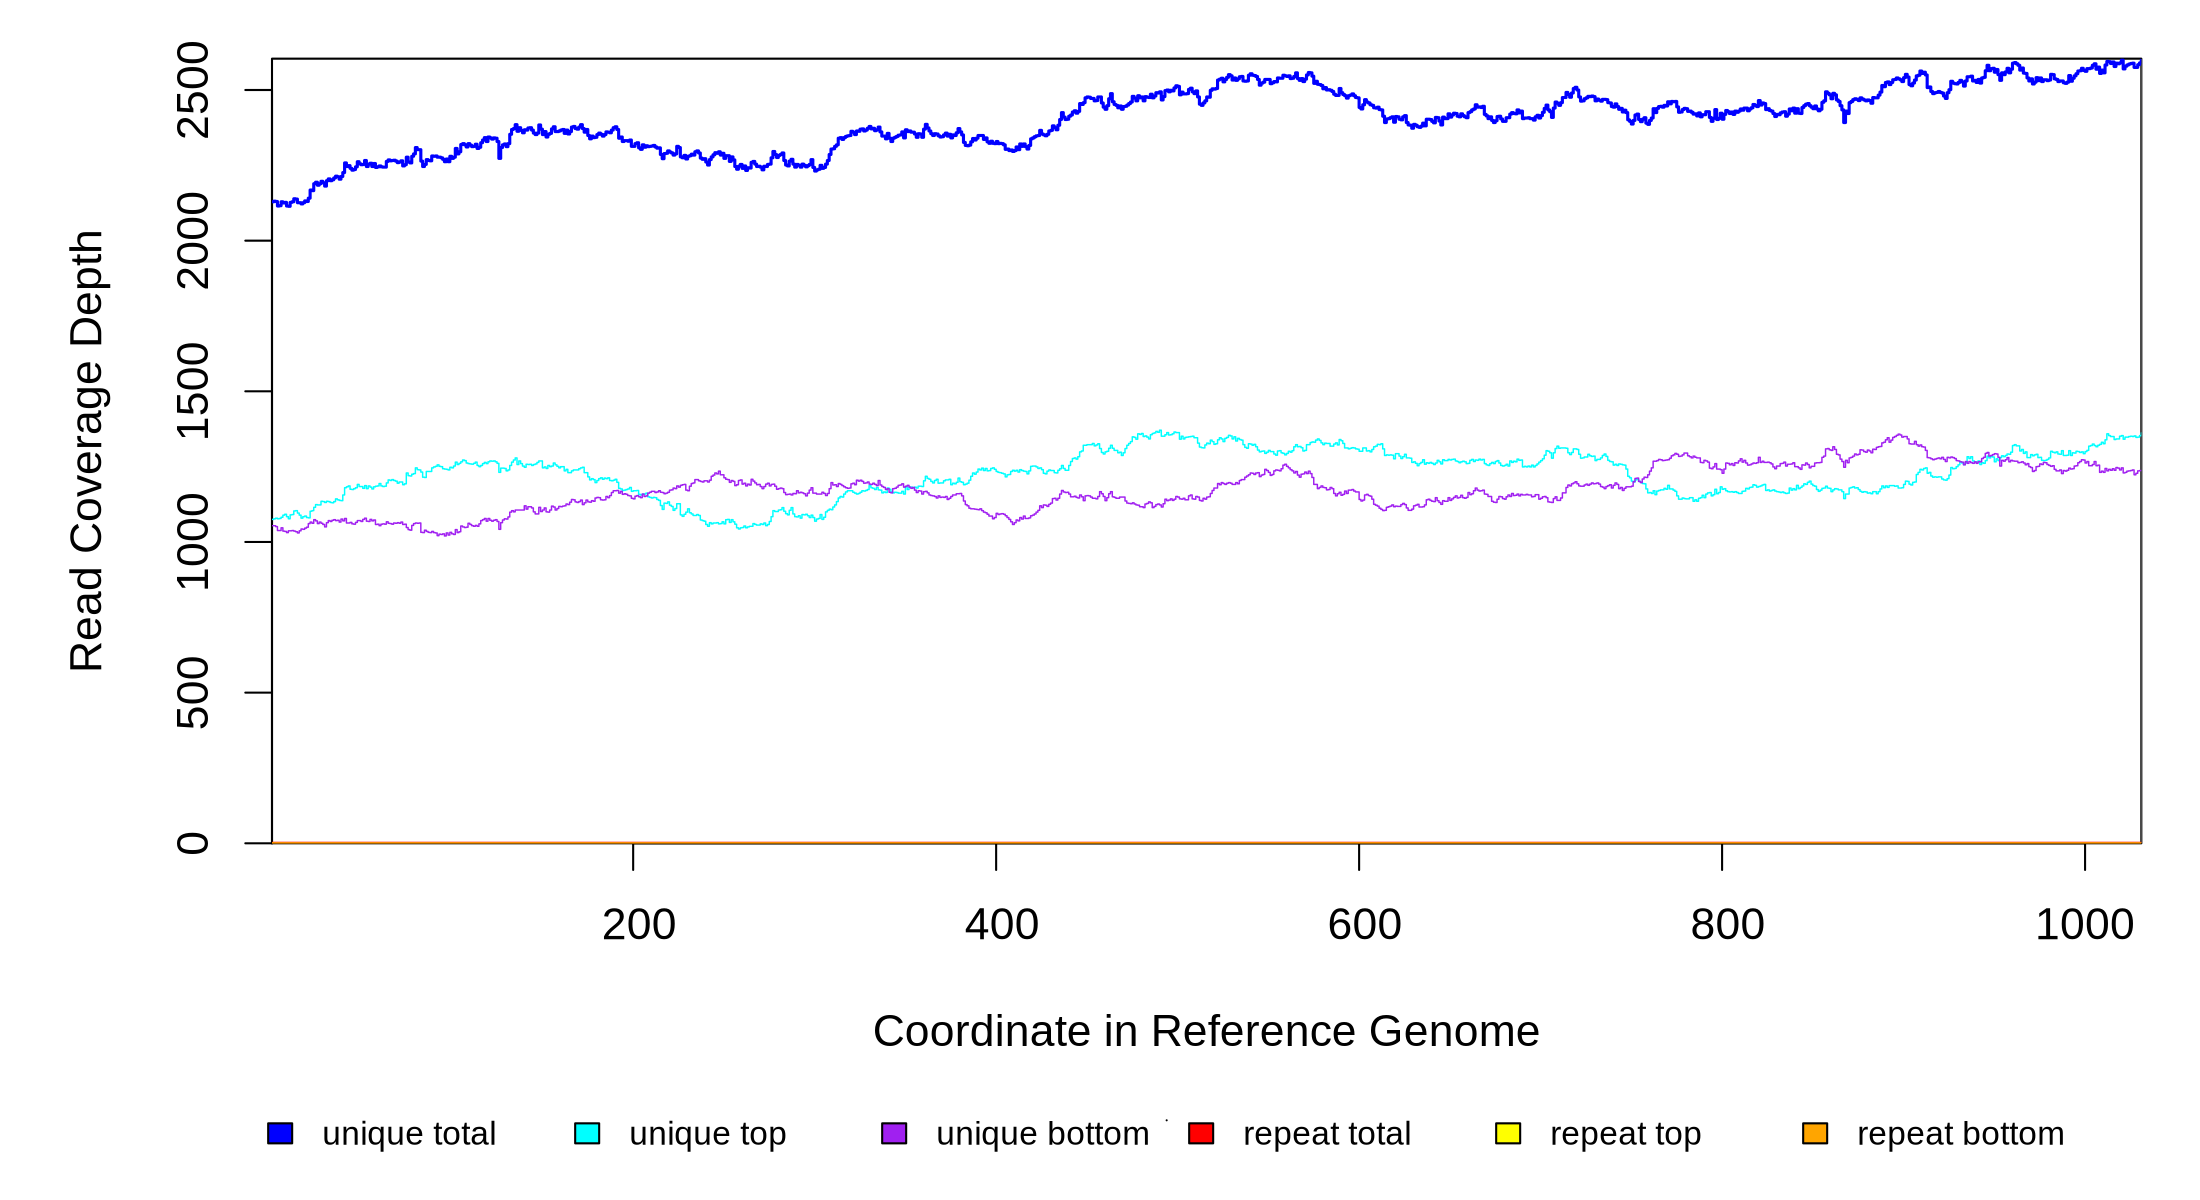 2500
2000
1500
1000
500
0
Read Coverage Depth
200 400 600 800 1000
Coordinate in Reference Genome
unique total unique top unique bottom repeat total repeat top repeat bottom